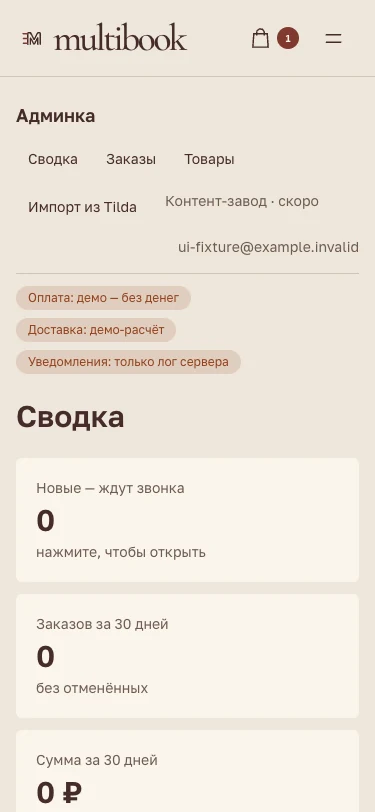 multibook
1
Админка
Сводка Заказы Товары
Импорт из Tilda Контент-завод · скоро
ui-fixture@example.invalid
Оплата: демо — без денег
Доставка: демо-расчёт
Уведомления: только лог сервера
Сводка
Новые — ждут звонка
0
нажмите, чтобы открыть
Заказов за 30 дней
0
без отменённых
Сумма за 30 дней
0 ₽